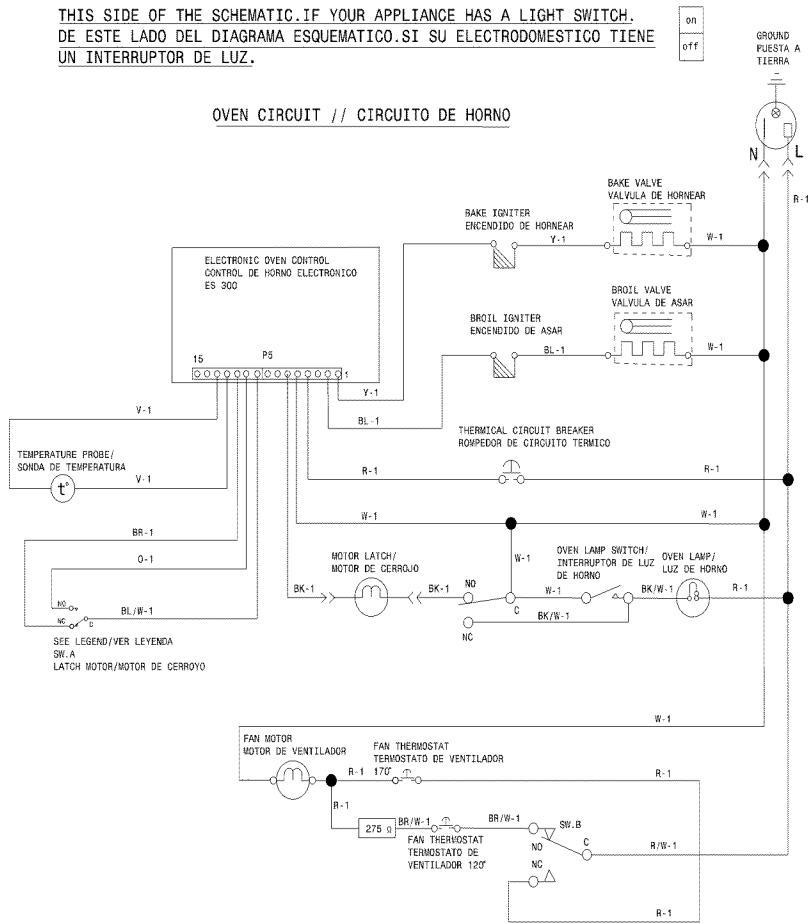 THIS SIDE OF THE SCHEMATIC.IF YOUR APPLIANCE HAS A LIGHT SWITCH.
DE ESTE LADO DEL DIAGRAMA ESQUEMATICO.SI SU ELECTRODOMESTICO TIENE
UN INTERRUPTOR DE LUZ.
on
off
GROUND
PUESTA A
TIERRA
OVEN CIRCUIT // CIRCUITO DE HORNO
N
L
R-1
BAKE VALVE
VALVULA DE HORNEAR
BAKE IGNITER
ENCENDIDO DE HORNEAR
Y-1
W-1
ELECTRONIC OVEN CONTROL
CONTROL DE HORNO ELECTRONICO
ES 300
BROIL VALVE
VALVULA DE ASAR
BROIL IGNITER
ENCENDIDO DE ASAR
BL-1
W-1
15
P5
1
Y-1
V-1
BL-1
THERMICAL CIRCUIT BREAKER
ROMPEDOR DE CIRCUITO TERMICO
TEMPERATURE PROBE/
SONDA DE TEMPERATURA
t°
V-1
R-1
R-1
W-1
W-1
BR-1
O-1
W-1
MOTOR LATCH/
MOTOR DE CERROJO
OVEN LAMP SWITCH/
INTERRUPTOR DE LUZ
DE HORNO
OVEN LAMP/
LUZ DE HORNO
BK-1
BK-1
NO
C
W-1
BK/W-1
R-1
BK/W-1
NC
NO
NC
C
BL/W-1
SEE LEGEND/VER LEYENDA
SW.A
LATCH MOTOR/MOTOR DE CERROYO
W-1
FAN MOTOR
MOTOR DE VENTILADOR
FAN THERMOSTAT
TERMOSTATO DE VENTILADOR
170°
R-1
R-1
R-1
275 Ω
BR/W-1
BR/W-1
SW.B
FAN THERMOSTAT
TERMOSTATO DE
VENTILADOR 120°
NO
C
R/W-1
NC
R-1